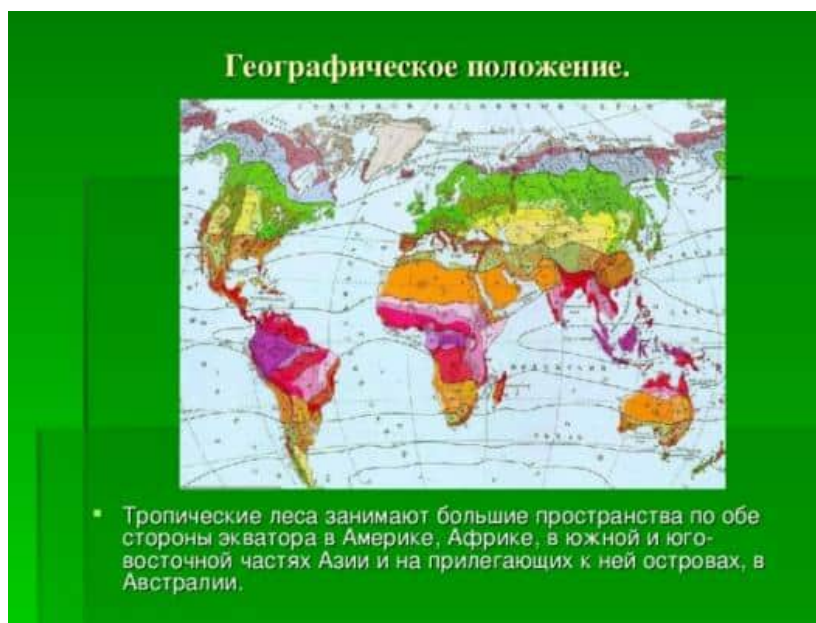 Географическое положение.
Тропические леса занимают большие пространства по обе
стороны экватора в Америке, Африке, в южной и юго-
восточной частях Азии и на прилегающих к ней островах, в
Австралии.